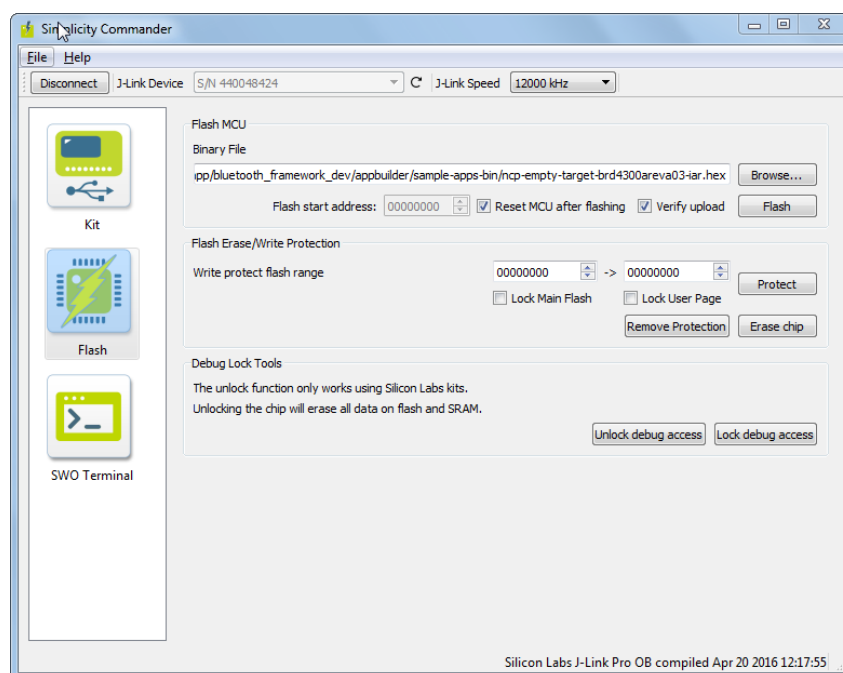 Simplicity Commander
File Help
Disconnect J-Link Device S/N 440048424 J-Link Speed 12000 kHz
Kit
Flash
SWO Terminal
Flash MCU
Binary File
ıpp/bluetooth_framework_dev/appbuilder/sample-apps-bin/ncp-empty-target-brd4300areva03-iar.hex Browse...
Flash start address: 00000000 Reset MCU after flashing Verify upload Flash
Flash Erase/Write Protection
Write protect flash range 00000000 -> 00000000 Protect
Lock Main Flash Lock User Page
Remove Protection Erase chip
Debug Lock Tools
The unlock function only works using Silicon Labs kits.
Unlocking the chip will erase all data on flash and SRAM.
Unlock debug access Lock debug access
Silicon Labs J-Link Pro OB compiled Apr 20 2016 12:17:55